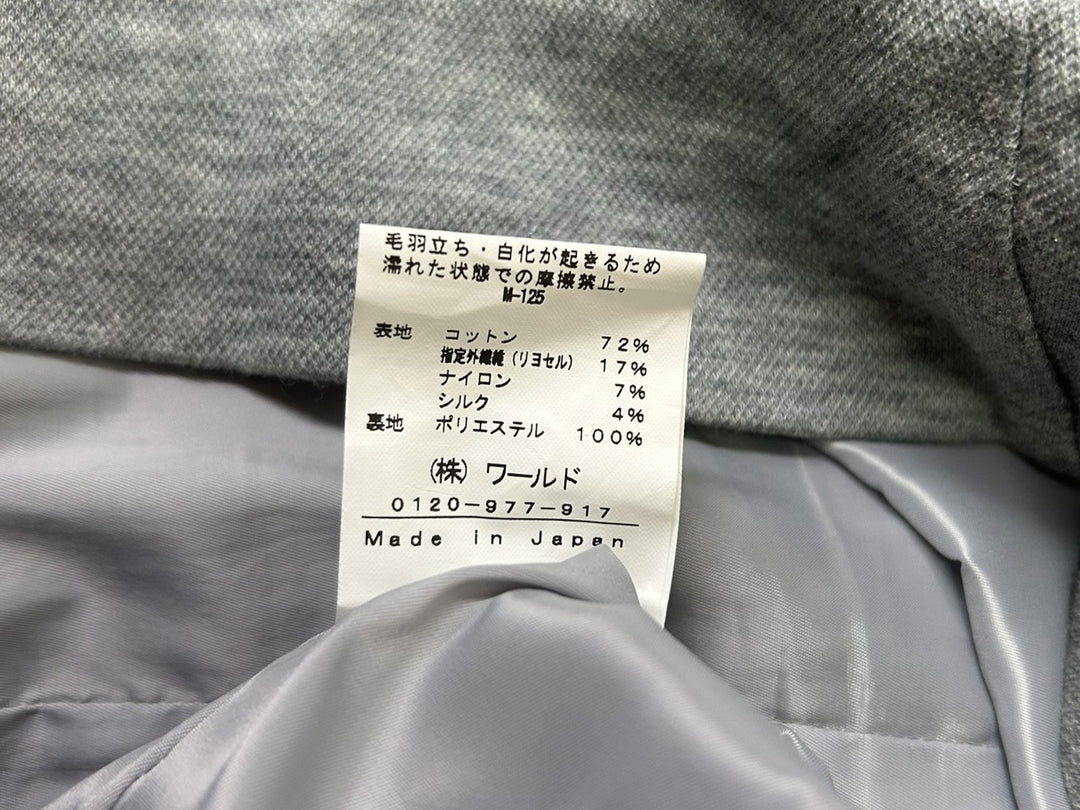 毛羽立ち・白化が起きるため
濡れた状態での摩擦禁止。
M-125
表地 コットン 72%
指定外繊維(リヨセル) 17%
ナイロン 7%
シルク 4%
裏地 ポリエステル 100%
(株)ワールド
0120-977-917
Made in Japan